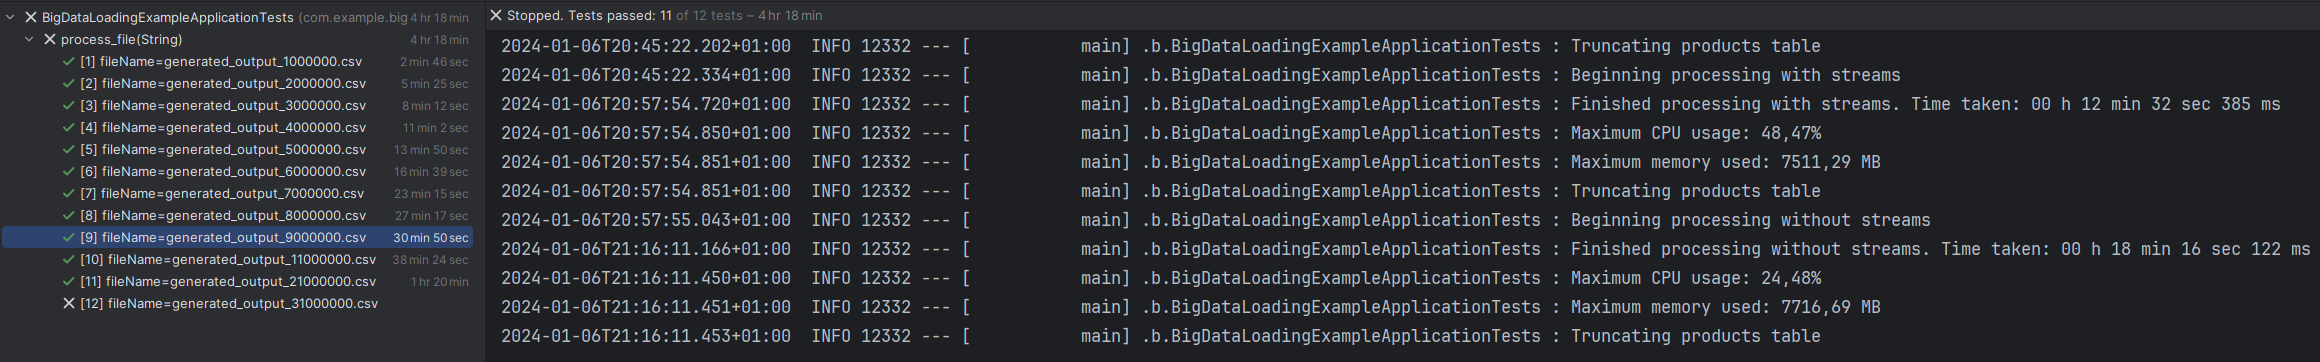 BigDataLoadingExampleApplicationTests (com.example.big 4 hr 18 min
process_file(String) 4 hr 18 min
[1] fileName=generated_output_1000000.csv 2 min 46 sec
[2] fileName=generated_output_2000000.csv 5 min 25 sec
[3] fileName=generated_output_3000000.csv 8 min 12 sec
[4] fileName=generated_output_4000000.csv 11 min 2 sec
[5] fileName=generated_output_5000000.csv 13 min 50 sec
[6] fileName=generated_output_6000000.csv 16 min 39 sec
[7] fileName=generated_output_7000000.csv 23 min 15 sec
[8] fileName=generated_output_8000000.csv 27 min 17 sec
[9] fileName=generated_output_9000000.csv 30 min 50 sec
[10] fileName=generated_output_11000000.csv 38 min 24 sec
[11] fileName=generated_output_21000000.csv 1 hr 20 min
[12] fileName=generated_output_31000000.csv
Stopped. Tests passed: 11 of 12 tests – 4 hr 18 min
2024-01-06T20:45:22.202+01:00  INFO 12332 --- [           main] .b.BigDataLoadingExampleApplicationTests : Truncating products table
2024-01-06T20:45:22.334+01:00  INFO 12332 --- [           main] .b.BigDataLoadingExampleApplicationTests : Beginning processing with streams
2024-01-06T20:57:54.720+01:00  INFO 12332 --- [           main] .b.BigDataLoadingExampleApplicationTests : Finished processing with streams. Time taken: 00 h 12 min 32 sec 385 ms
2024-01-06T20:57:54.850+01:00  INFO 12332 --- [           main] .b.BigDataLoadingExampleApplicationTests : Maximum CPU usage: 48,47%
2024-01-06T20:57:54.851+01:00  INFO 12332 --- [           main] .b.BigDataLoadingExampleApplicationTests : Maximum memory used: 7511,29 MB
2024-01-06T20:57:54.851+01:00  INFO 12332 --- [           main] .b.BigDataLoadingExampleApplicationTests : Truncating products table
2024-01-06T20:57:55.043+01:00  INFO 12332 --- [           main] .b.BigDataLoadingExampleApplicationTests : Beginning processing without streams
2024-01-06T21:16:11.166+01:00  INFO 12332 --- [           main] .b.BigDataLoadingExampleApplicationTests : Finished processing without streams. Time taken: 00 h 18 min 16 sec 122 ms
2024-01-06T21:16:11.450+01:00  INFO 12332 --- [           main] .b.BigDataLoadingExampleApplicationTests : Maximum CPU usage: 24,48%
2024-01-06T21:16:11.451+01:00  INFO 12332 --- [           main] .b.BigDataLoadingExampleApplicationTests : Maximum memory used: 7716,69 MB
2024-01-06T21:16:11.453+01:00  INFO 12332 --- [           main] .b.BigDataLoadingExampleApplicationTests : Truncating products table